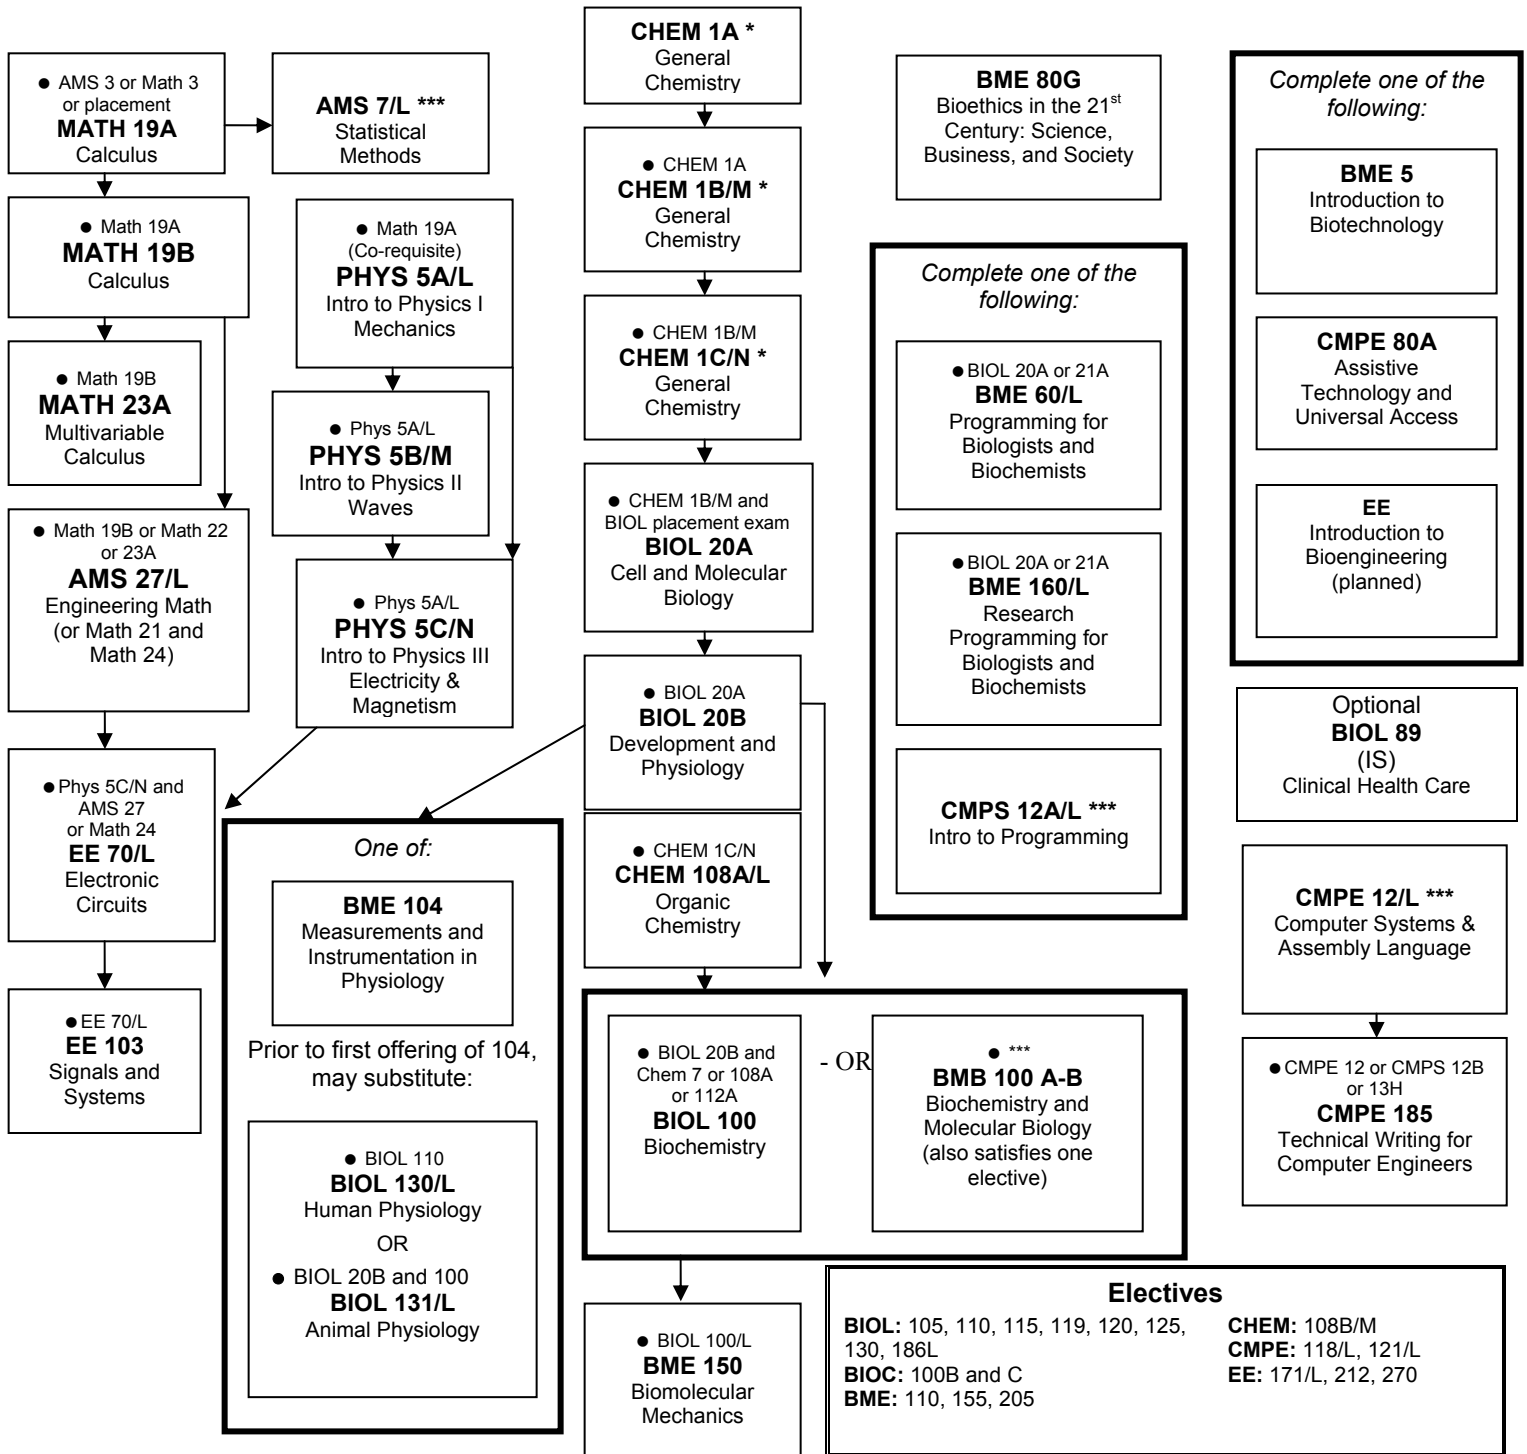 ● AMS 3 or Math 3
or placement
MATH 19A
Calculus
AMS 7/L ***
Statistical
Methods
● Math 19A
MATH 19B
Calculus
● Math 19A
(Co-requisite)
PHYS 5A/L
Intro to Physics I
Mechanics
● Math 19B
MATH 23A
Multivariable
Calculus
● Phys 5A/L
PHYS 5B/M
Intro to Physics II
Waves
● Math 19B or Math 22
or 23A
AMS 27/L
Engineering Math
(or Math 21 and
Math 24)
● Phys 5A/L
PHYS 5C/N
Intro to Physics III
Electricity &
Magnetism
● Phys 5C/N and
AMS 27
or Math 24
EE 70/L
Electronic
Circuits
● EE 70/L
EE 103
Signals and
Systems
One of:
BME 104
Measurements and
Instrumentation in
Physiology
Prior to first offering of 104,
may substitute:
● BIOL 110
BIOL 130/L
Human Physiology
OR
● BIOL 20B and 100
BIOL 131/L
Animal Physiology
CHEM 1A *
General
Chemistry
● CHEM 1A
CHEM 1B/M *
General
Chemistry
● CHEM 1B/M
CHEM 1C/N *
General
Chemistry
● CHEM 1B/M and
BIOL placement exam
BIOL 20A
Cell and Molecular
Biology
● BIOL 20A
BIOL 20B
Development and
Physiology
● CHEM 1C/N
CHEM 108A/L
Organic
Chemistry
● BIOL 20B and
Chem 7 or 108A
or 112A
BIOL 100
Biochemistry
- OR
● ***
BMB 100 A-B
Biochemistry and
Molecular Biology
(also satisfies one
elective)
● BIOL 100/L
BME 150
Biomolecular
Mechanics
BME 80G
Bioethics in the 21st
Century: Science,
Business, and Society
Complete one of the
following:
● BIOL 20A or 21A
BME 60/L
Programming for
Biologists and
Biochemists
● BIOL 20A or 21A
BME 160/L
Research
Programming for
Biologists and
Biochemists
CMPS 12A/L ***
Intro to Programming
Complete one of the
following:
BME 5
Introduction to
Biotechnology
CMPE 80A
Assistive
Technology and
Universal Access
EE
Introduction to
Bioengineering
(planned)
Optional
BIOL 89
(IS)
Clinical Health Care
CMPE 12/L ***
Computer Systems &
Assembly Language
● CMPE 12 or CMPS 12B
or 13H
CMPE 185
Technical Writing for
Computer Engineers
Electives
BIOL: 105, 110, 115, 119, 120, 125,
130, 186L
BIOC: 100B and C
BME: 110, 155, 205
CHEM: 108B/M
CMPE: 118/L, 121/L
EE: 171/L, 212, 270